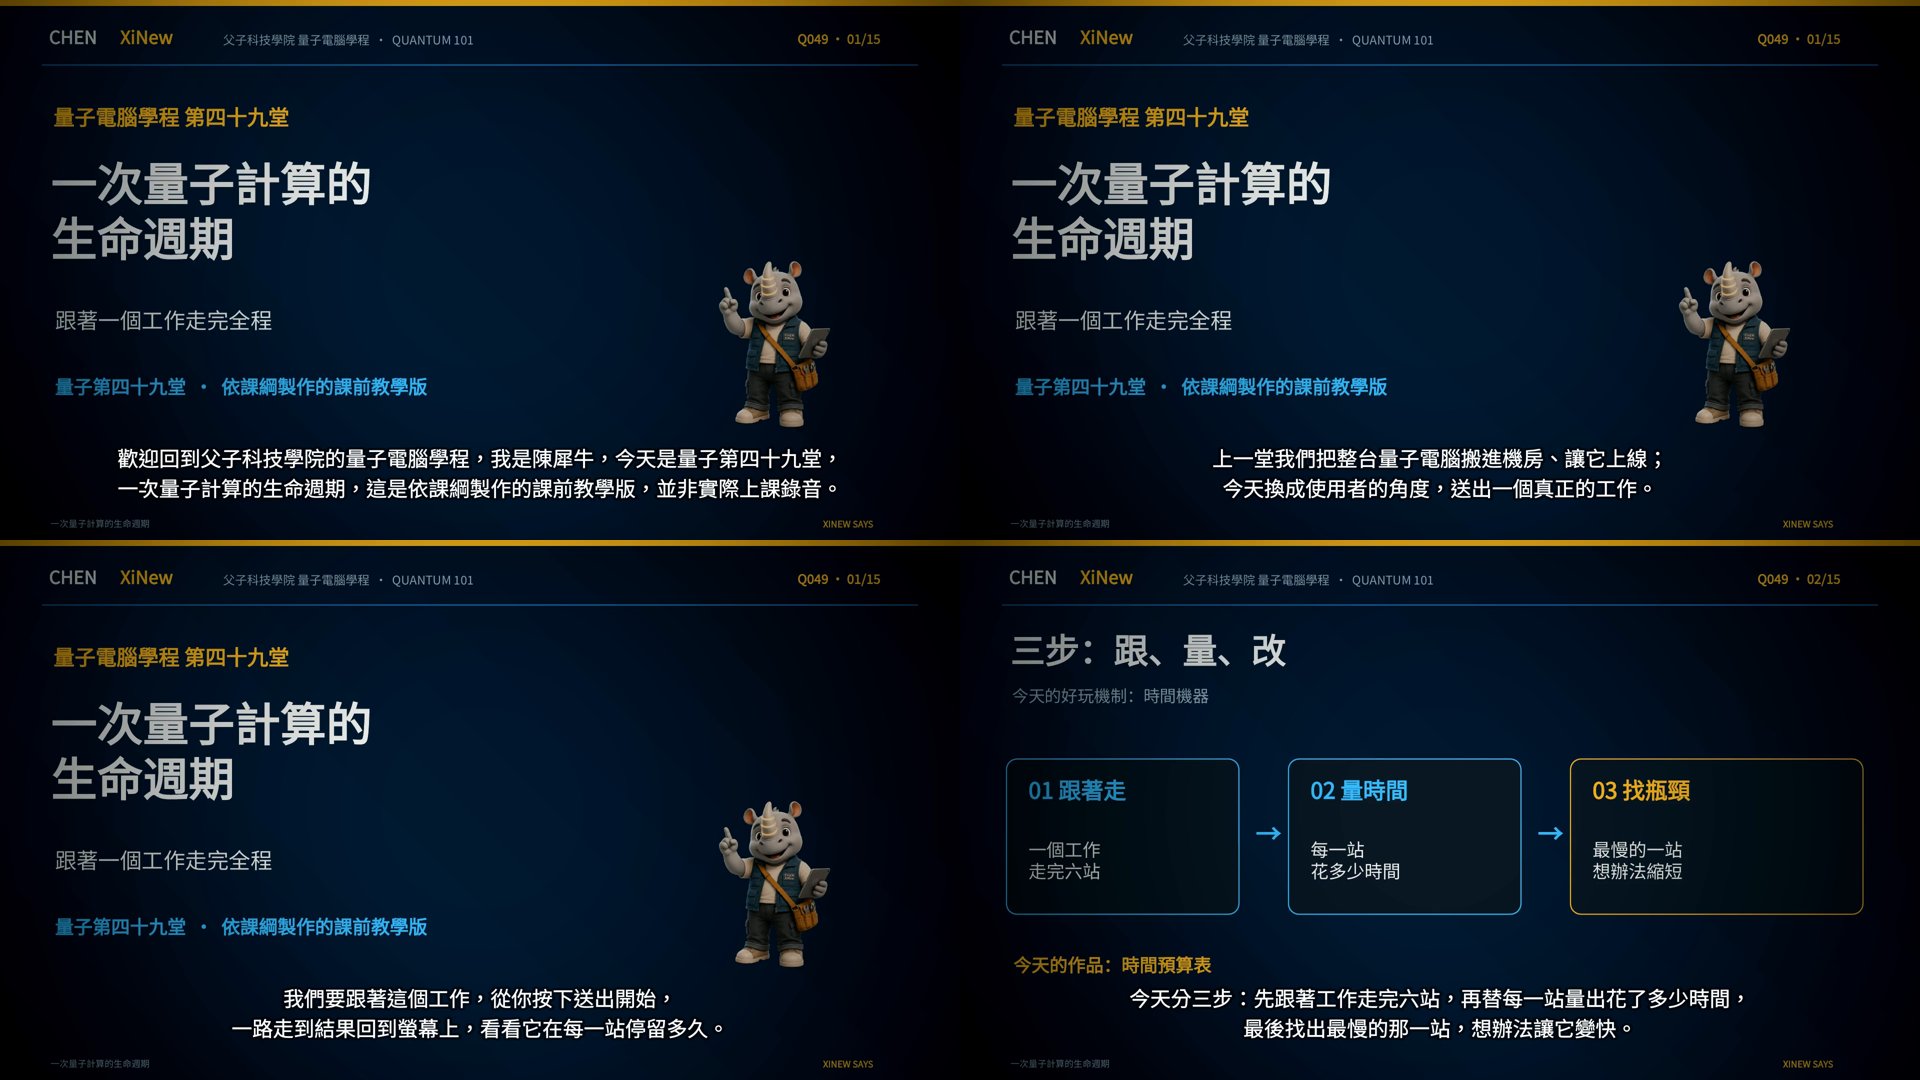 CHEN XiNew 父子科技學院 量子電腦學程 · QUANTUM 101 Q049 · 01/15
量子電腦學程 第四十九堂
一次量子計算的
生命週期
跟著一個工作走完全程
量子第四十九堂 · 依課綱製作的課前教學版
歡迎回到父子科技學院的量子電腦學程，我是陳犀牛，今天是量子第四十九堂，
一次量子計算的生命週期，這是依課綱製作的課前教學版，並非實際上課錄音。
一次量子計算的生命週期 XINEW SAYS
CHEN XiNew 父子科技學院 量子電腦學程 · QUANTUM 101 Q049 · 01/15
量子電腦學程 第四十九堂
一次量子計算的
生命週期
跟著一個工作走完全程
量子第四十九堂 · 依課綱製作的課前教學版
上一堂我們把整台量子電腦搬進機房、讓它上線；
今天換成使用者的角度，送出一個真正的工作。
一次量子計算的生命週期 XINEW SAYS
CHEN XiNew 父子科技學院 量子電腦學程 · QUANTUM 101 Q049 · 01/15
量子電腦學程 第四十九堂
一次量子計算的
生命週期
跟著一個工作走完全程
量子第四十九堂 · 依課綱製作的課前教學版
我們要跟著這個工作，從你按下送出開始，
一路走到結果回到螢幕上，看看它在每一站停留多久。
一次量子計算的生命週期 XINEW SAYS
CHEN XiNew 父子科技學院 量子電腦學程 · QUANTUM 101 Q049 · 02/15
三步：跟、量、改
今天的好玩機制：時間機器
01 跟著走
一個工作
走完六站
→
02 量時間
每一站
花多少時間
→
03 找瓶頸
最慢的一站
想辦法縮短
今天的作品：時間預算表
今天分三步：先跟著工作走完六站，再替每一站量出花了多少時間，
最後找出最慢的那一站，想辦法讓它變快。
一次量子計算的生命週期 XINEW SAYS